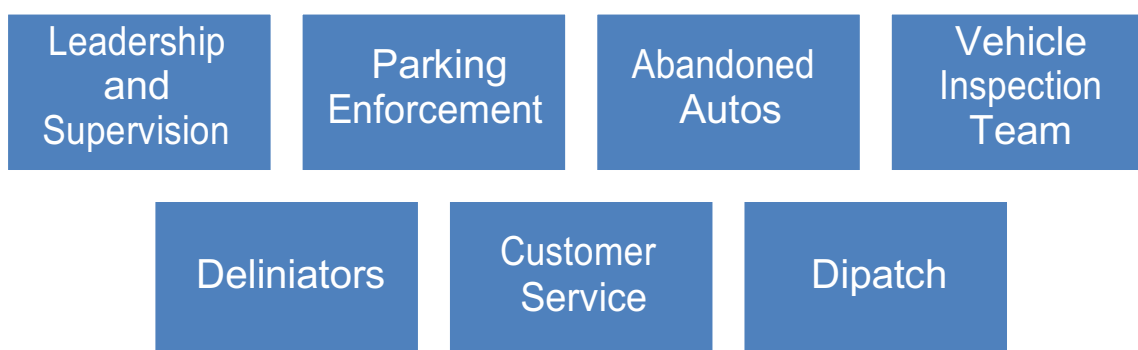 Leadership
and
Supervision
Parking
Enforcement
Abandoned
Autos
Vehicle
Inspection
Team
Deliniators
Customer
Service
Dipatch